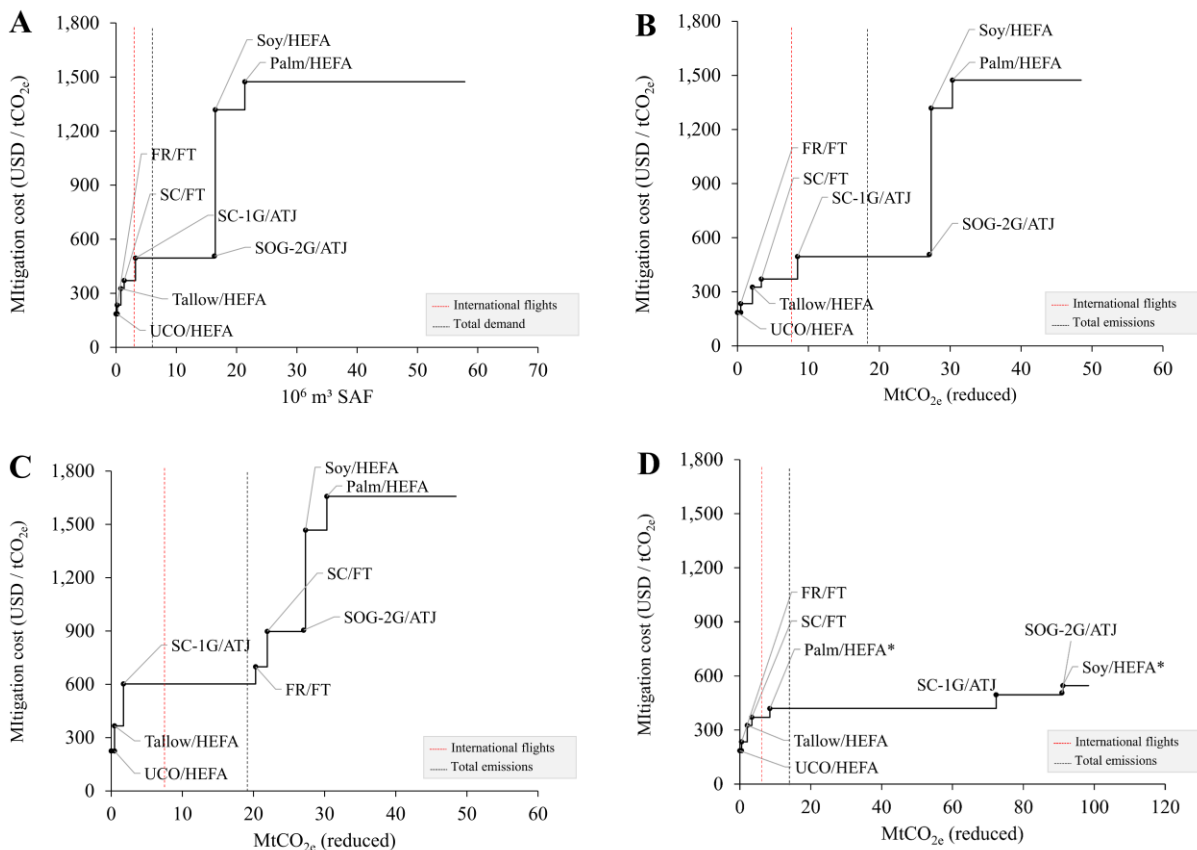 A
MItigation cost (USD / tCO2e)
1,800
1,500
1,200
900
600
300
0
0 10 20 30 40 50 60 70
10⁶ m³ SAF
Soy/HEFA
Palm/HEFA
FR/FT
SC/FT
SC-1G/ATJ
SOG-2G/ATJ
Tallow/HEFA
UCO/HEFA
International flights
Total demand
B
MItigation cost (USD / tCO2e)
1,800
1,500
1,200
900
600
300
0
0 10 20 30 40 50 60
MtCO2e (reduced)
Soy/HEFA
Palm/HEFA
FR/FT
SC/FT
SC-1G/ATJ
SOG-2G/ATJ
Tallow/HEFA
UCO/HEFA
International flights
Total emissions
C
MItigation cost (USD / tCO2e)
1,800
1,500
1,200
900
600
300
0
0 10 20 30 40 50 60
MtCO2e (reduced)
Soy/HEFA
Palm/HEFA
SC/FT
SC-1G/ATJ
SOG-2G/ATJ
FR/FT
Tallow/HEFA
UCO/HEFA
International flights
Total emissions
D
MItigation cost (USD / tCO2e)
1,800
1,500
1,200
900
600
300
0
0 20 40 60 80 100 120
MtCO2e (reduced)
FR/FT
SC/FT
Palm/HEFA*
SOG-2G/ATJ
Soy/HEFA*
SC-1G/ATJ
Tallow/HEFA
UCO/HEFA
International flights
Total emissions